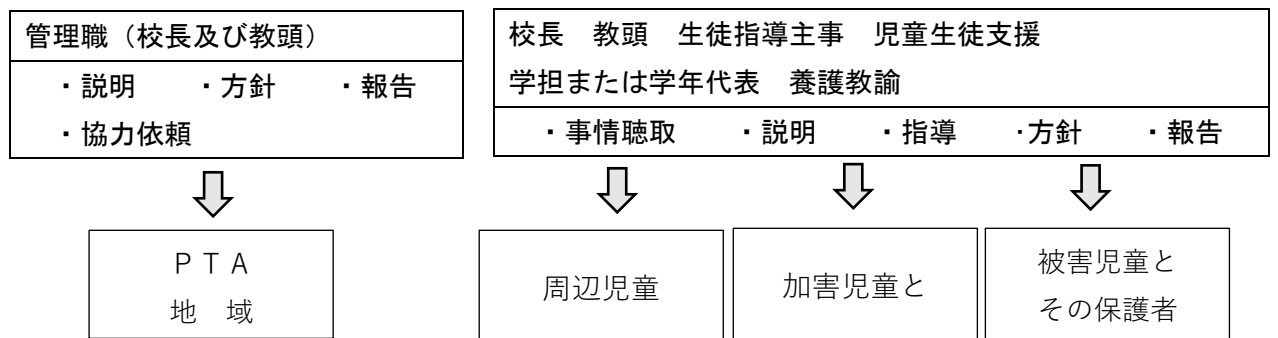 管理職（校長及び教頭）
・説明　・方針　・報告
・協力依頼
校長　教頭　生徒指導主事　児童生徒支援
学担または学年代表　養護教諭
・事情聴取　・説明　・指導　・方針　・報告
ＰＴＡ
地　域
周辺児童
加害児童と
被害児童と
その保護者